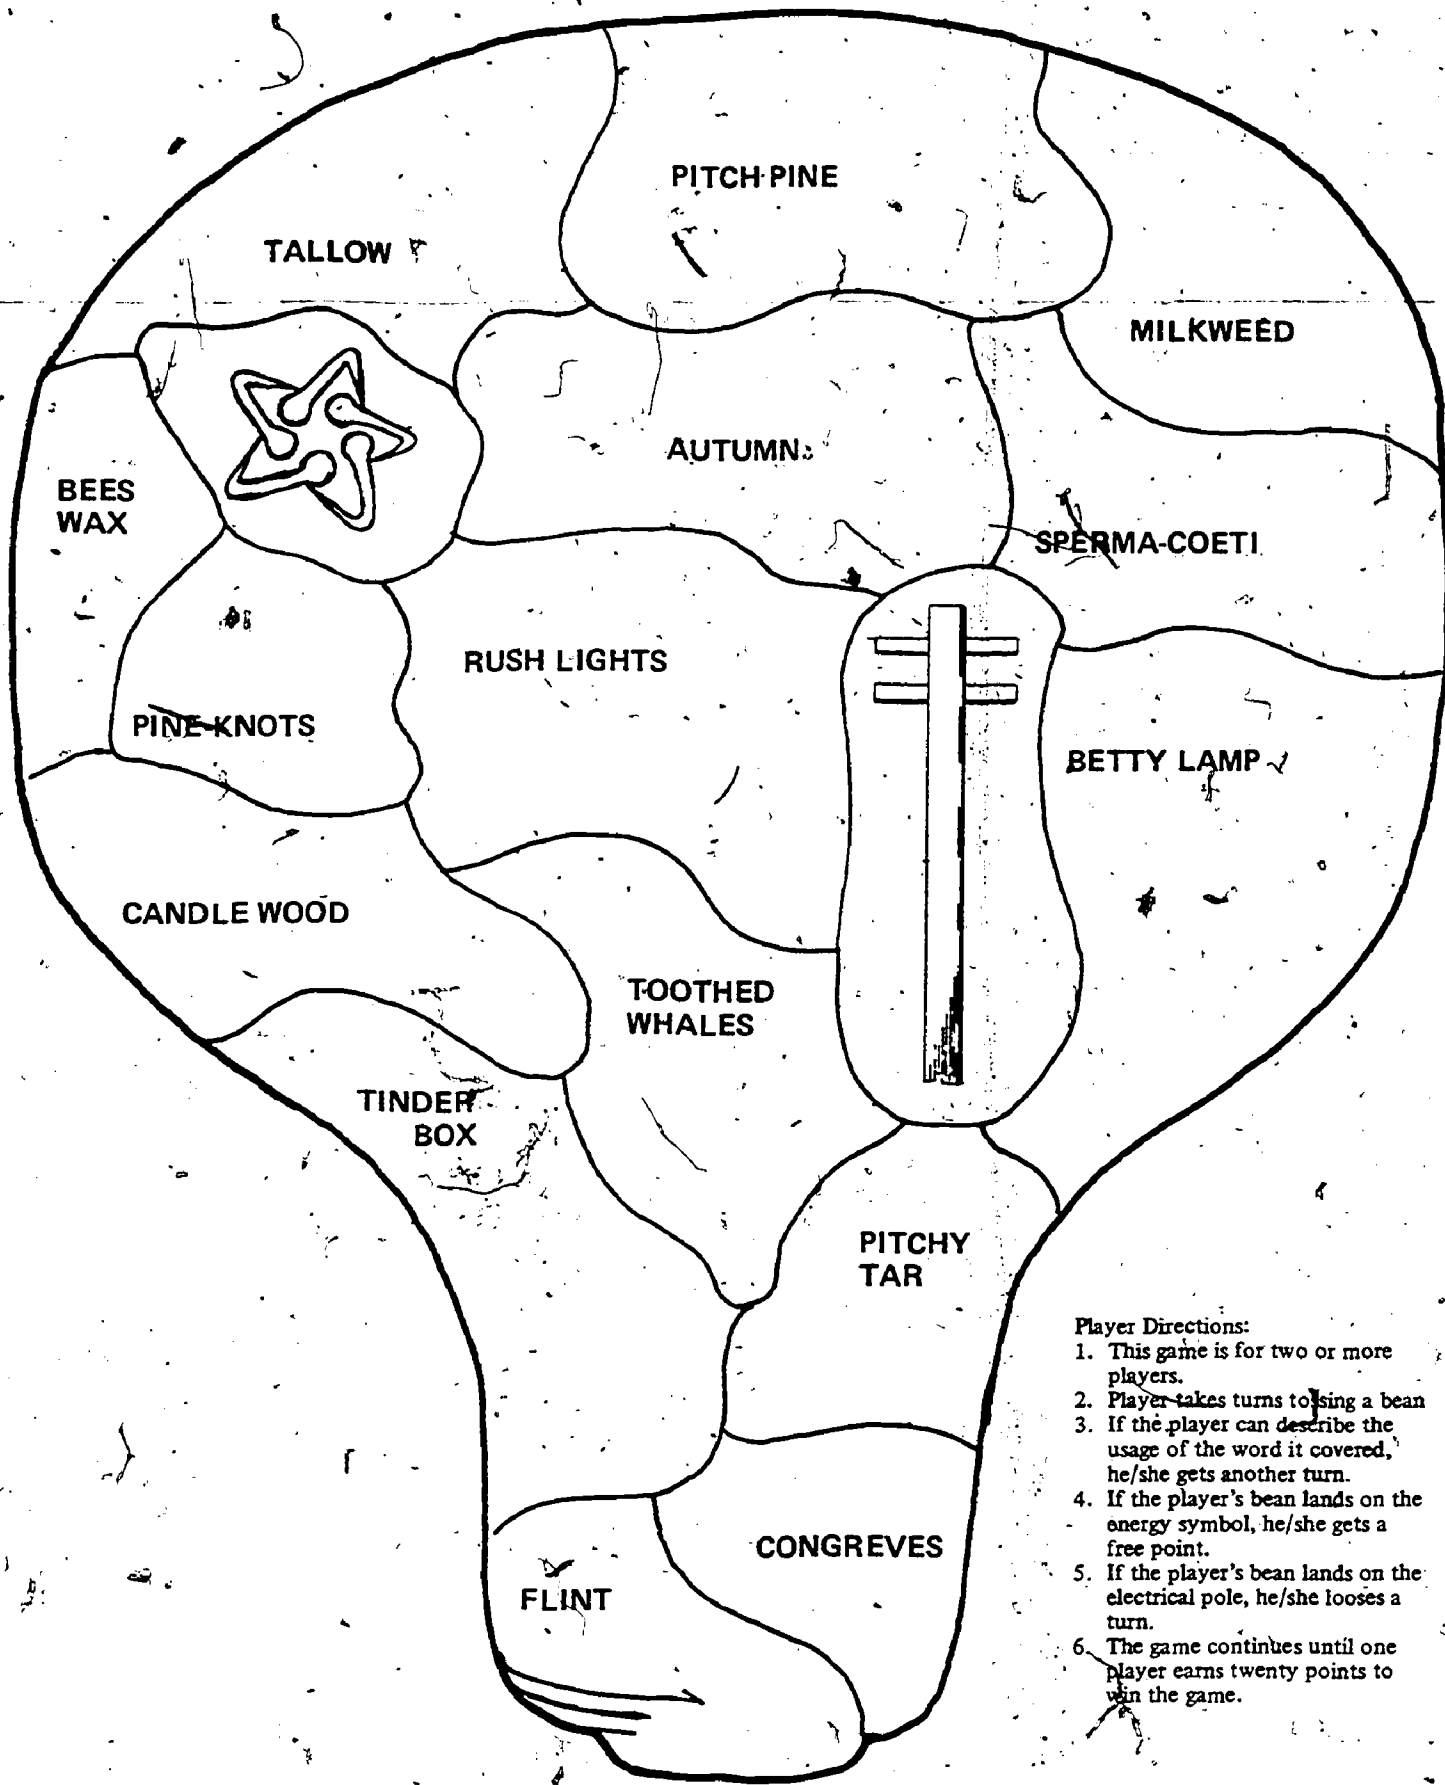 PITCH PINE
TALLOW
MILKWEED
AUTUMN
BEES
WAX
SPERMA-COETI
RUSH LIGHTS
PINE KNOTS
BETTY LAMP
CANDLE WOOD
TOOTHED
WHALES
TINDER
BOX
PITCHY
TAR
CONGREVES
FLINT
Player Directions:
1. This game is for two or more
players.
2. Player takes turns tossing a bean
3. If the player can describe the
usage of the word it covered,
he/she gets another turn.
4. If the player's bean lands on the
energy symbol, he/she gets a
free point.
5. If the player's bean lands on the
electrical pole, he/she looses a
turn.
6. The game continues until one
player earns twenty points to
win the game.